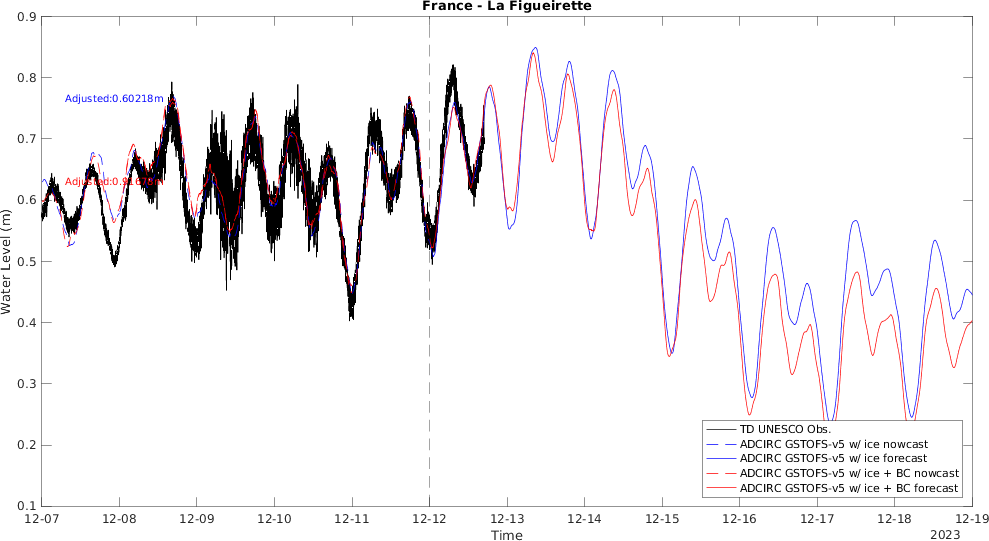 France - La Figueirette
0.9
0.8
0.7
0.6
0.5
0.4
0.3
0.2
0.1
Water Level (m)
Adjusted:0.60218m
TD UNESCO Obs.
ADCIRC GSTOFS-v5 w/ ice nowcast
ADCIRC GSTOFS-v5 w/ ice forecast
ADCIRC GSTOFS-v5 w/ ice + BC nowcast
ADCIRC GSTOFS-v5 w/ ice + BC forecast
12-07 12-08 12-09 12-10 12-11 12-12 12-13 12-14 12-15 12-16 12-17 12-18 12-19
Time
2023